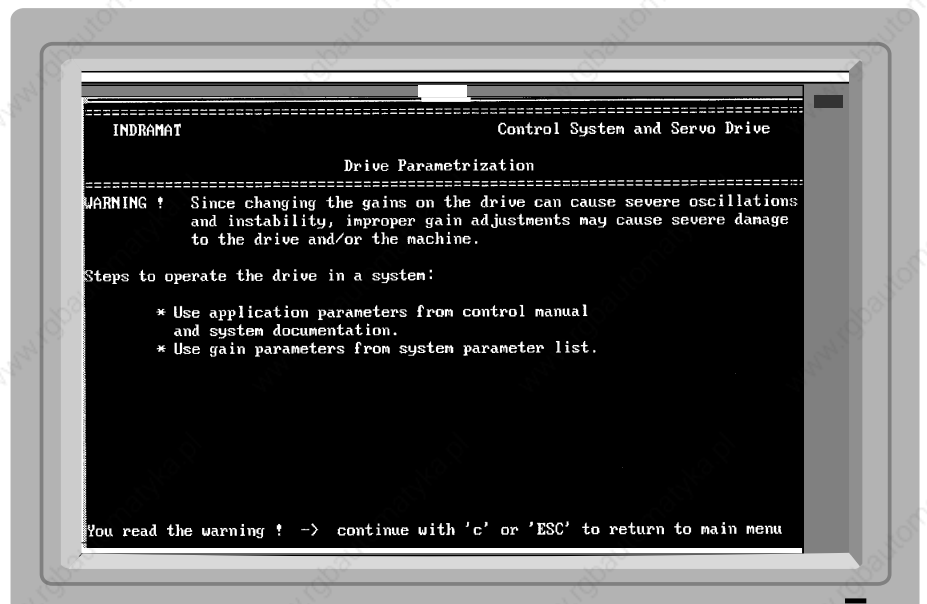 INDRAMAT Control System and Servo Drive
Drive Parametrization
WARNING ! Since changing the gains on the drive can cause severe oscillations
and instability, improper gain adjustments may cause severe damage
to the drive and/or the machine.
Steps to operate the drive in a system:
* Use application parameters from control manual
and system documentation.
* Use gain parameters from system parameter list.
You read the warning ! -> continue with 'c' or 'ESC' to return to main menu